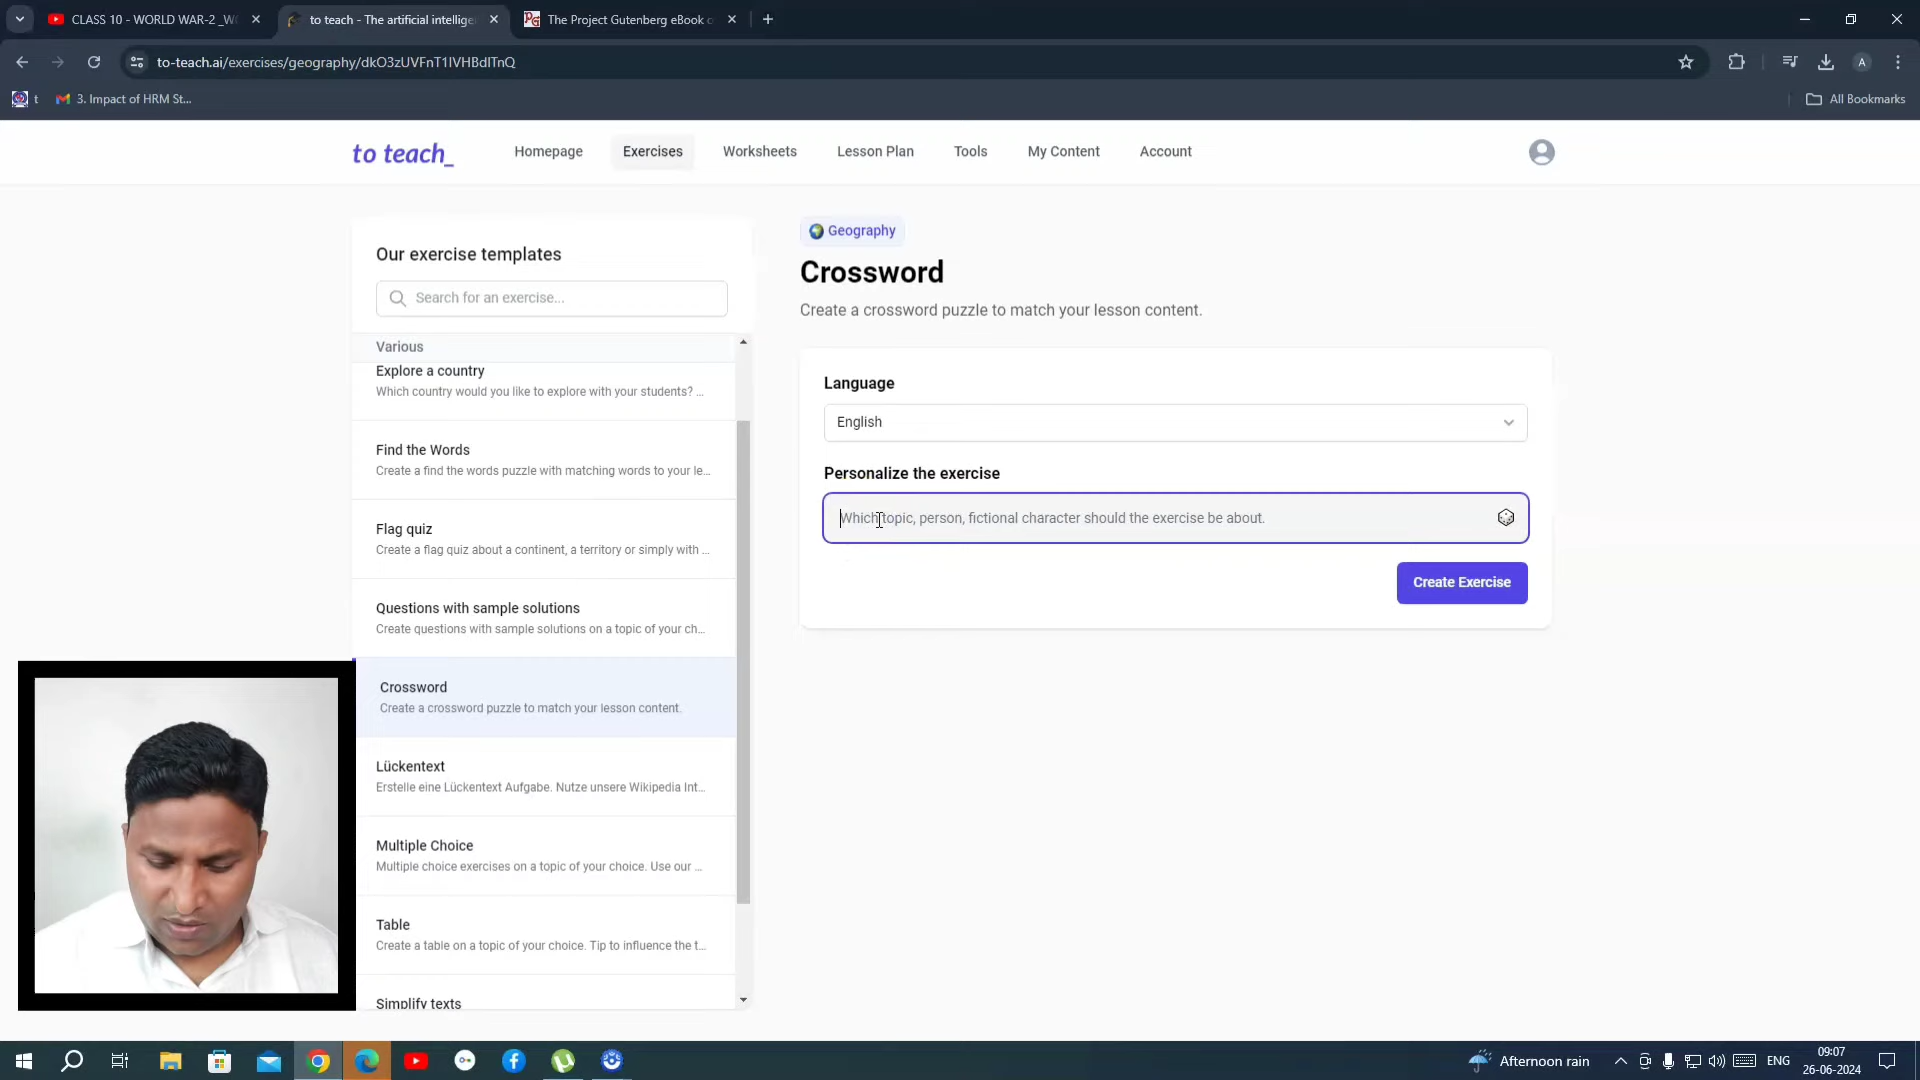 CLASS 10 - WORLD WAR-2 _W
to teach - The artificial intellige
The Project Gutenberg eBook o
to-teach.ai/exercises/geography/dkO3zUVFnT1IVHBdITnQ
A
t
3. Impact of HRM St...
All Bookmarks
to teach_
Homepage
Exercises
Worksheets
Lesson Plan
Tools
My Content
Account
Our exercise templates
Search for an exercise...
Various
Explore a country
Which country would you like to explore with your students? ...
Find the Words
Create a find the words puzzle with matching words to your le...
Flag quiz
Create a flag quiz about a continent, a territory or simply with ...
Questions with sample solutions
Create questions with sample solutions on a topic of your ch...
Crossword
Create a crossword puzzle to match your lesson content.
Lückentext
Erstelle eine Lückentext Aufgabe. Nutze unsere Wikipedia Int...
Multiple Choice
Multiple choice exercises on a topic of your choice. Use our ...
Table
Create a table on a topic of your choice. Tip to influence the t...
Simplify texts
Geography
Crossword
Create a crossword puzzle to match your lesson content.
Language
English
Personalize the exercise
Which topic, person, fictional character should the exercise be about.
Create Exercise
Afternoon rain
ENG
09:07
26-06-2024